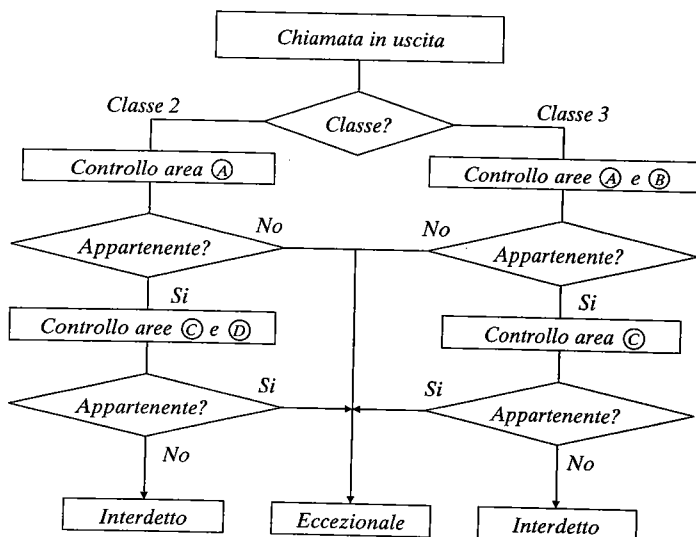 Chiamata in uscita
Classe 2
Classe?
Classe 3
Controllo area Ⓐ
Controllo aree Ⓐ e Ⓑ
No
No
Appartenente?
Appartenente?
Si
Si
Controllo aree Ⓒ e Ⓓ
Controllo area Ⓒ
Si
Si
Appartenente?
Appartenente?
No
No
Interdetto
Eccezionale
Interdetto